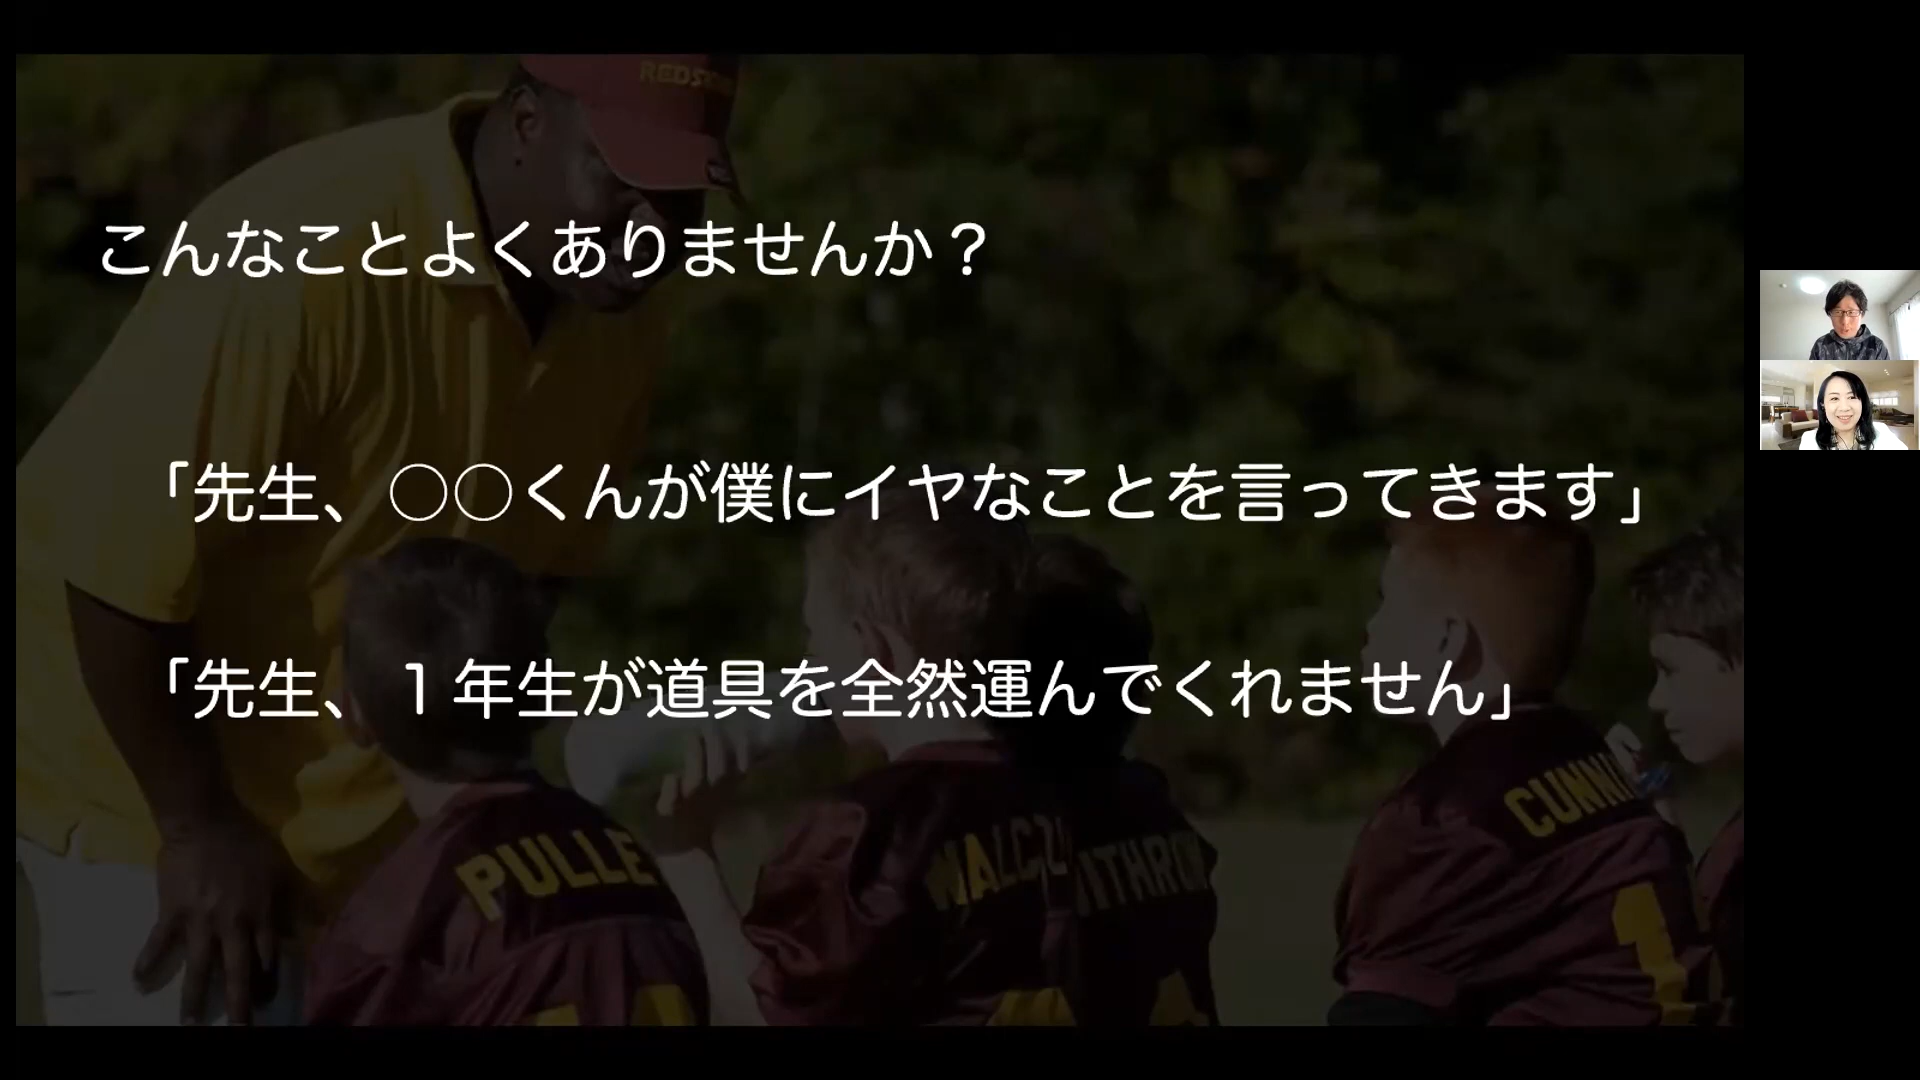 こんなことよくありませんか？
「先生、○○くんが僕にイヤなことを言ってきます」
「先生、１年生が道具を全然運んでくれません」